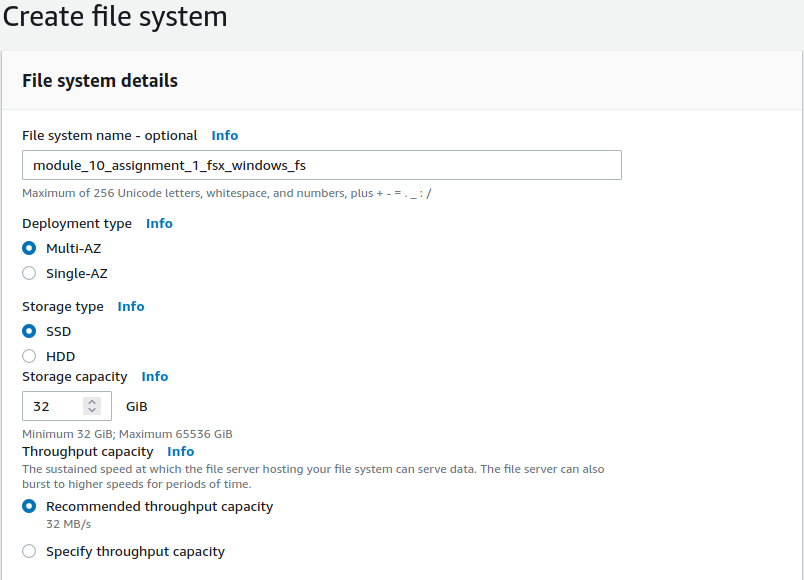 Create file system
File system details
File system name - optional Info
module_10_assignment_1_fsx_windows_fs
Maximum of 256 Unicode letters, whitespace, and numbers, plus + - = . _ : /
Deployment type Info
Multi-AZ
Single-AZ
Storage type Info
SSD
HDD
Storage capacity Info
32 GiB
Minimum 32 GiB; Maximum 65536 GiB
Throughput capacity Info
The sustained speed at which the file server hosting your file system can serve data. The file server can also
burst to higher speeds for periods of time.
Recommended throughput capacity
32 MB/s
Specify throughput capacity